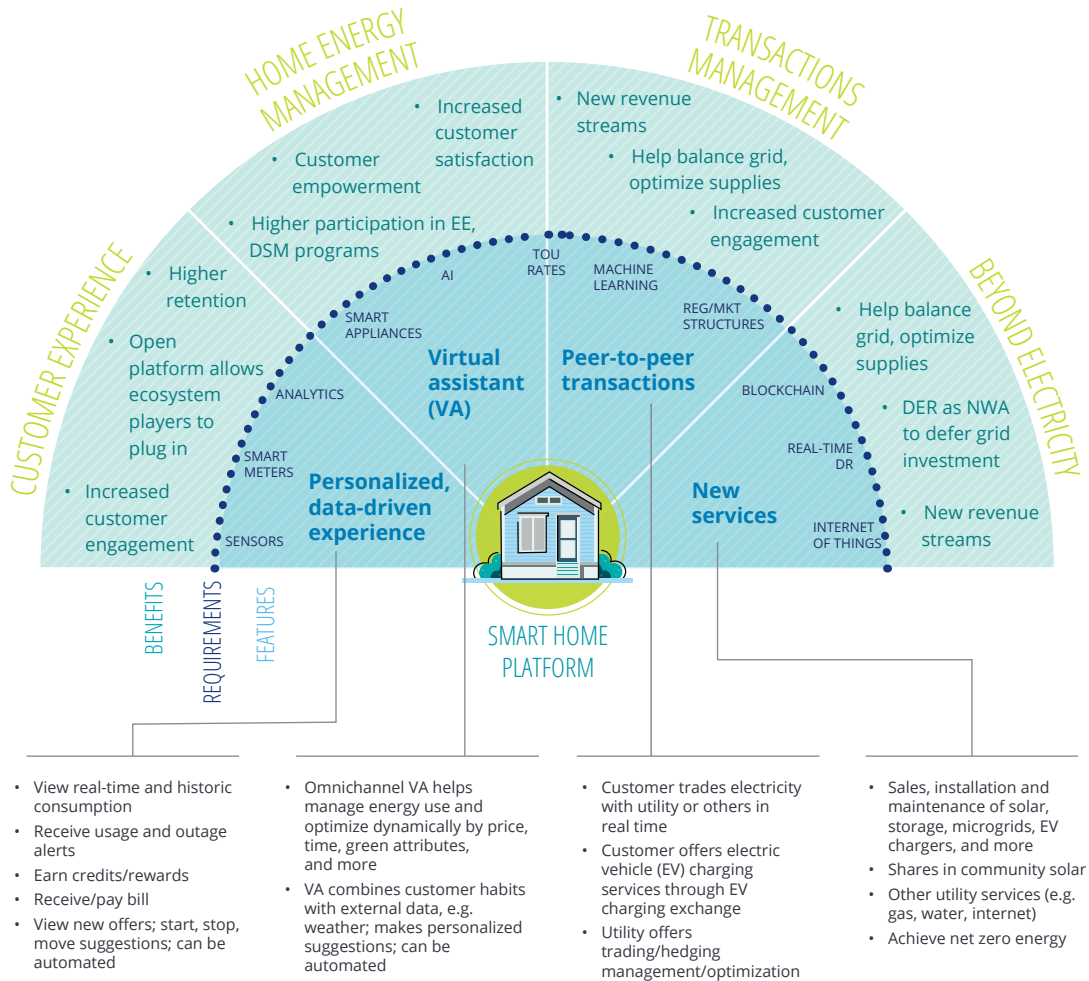 HOME ENERGY
MANAGEMENT
TRANSACTIONS
MANAGEMENT
CUSTOMER EXPERIENCE
BEYOND ELECTRICITY
• Increased
customer
satisfaction
• Customer
empowerment
• Higher participation in EE,
DSM programs
• New revenue
streams
• Help balance grid,
optimize supplies
• Increased customer
engagement
• Higher
retention
• Open
platform allows
ecosystem
players to
plug in
• Increased
customer
engagement
• Help balance
grid, optimize
supplies
• DER as NWA
to defer grid
investment
• New revenue
streams
SENSORS
SMART
METERS
ANALYTICS
SMART
APPLIANCES
AI
TOU
RATES
MACHINE
LEARNING
REG/MKT
STRUCTURES
BLOCKCHAIN
REAL-TIME
DR
INTERNET
OF THINGS
Personalized,
data-driven
experience
Virtual
assistant
(VA)
Peer-to-peer
transactions
New
services
BENEFITS
REQUIREMENTS
FEATURES
SMART HOME
PLATFORM
• View real-time and historic
consumption
• Receive usage and outage
alerts
• Earn credits/rewards
• Receive/pay bill
• View new offers; start, stop,
move suggestions; can be
automated
• Omnichannel VA helps
manage energy use and
optimize dynamically by price,
time, green attributes,
and more
• VA combines customer habits
with external data, e.g.
weather; makes personalized
suggestions; can be
automated
• Customer trades electricity
with utility or others in
real time
• Customer offers electric
vehicle (EV) charging
services through EV
charging exchange
• Utility offers
trading/hedging
management/optimization
• Sales, installation and
maintenance of solar,
storage, microgrids, EV
chargers, and more
• Shares in community solar
• Other utility services (e.g.
gas, water, internet)
• Achieve net zero energy